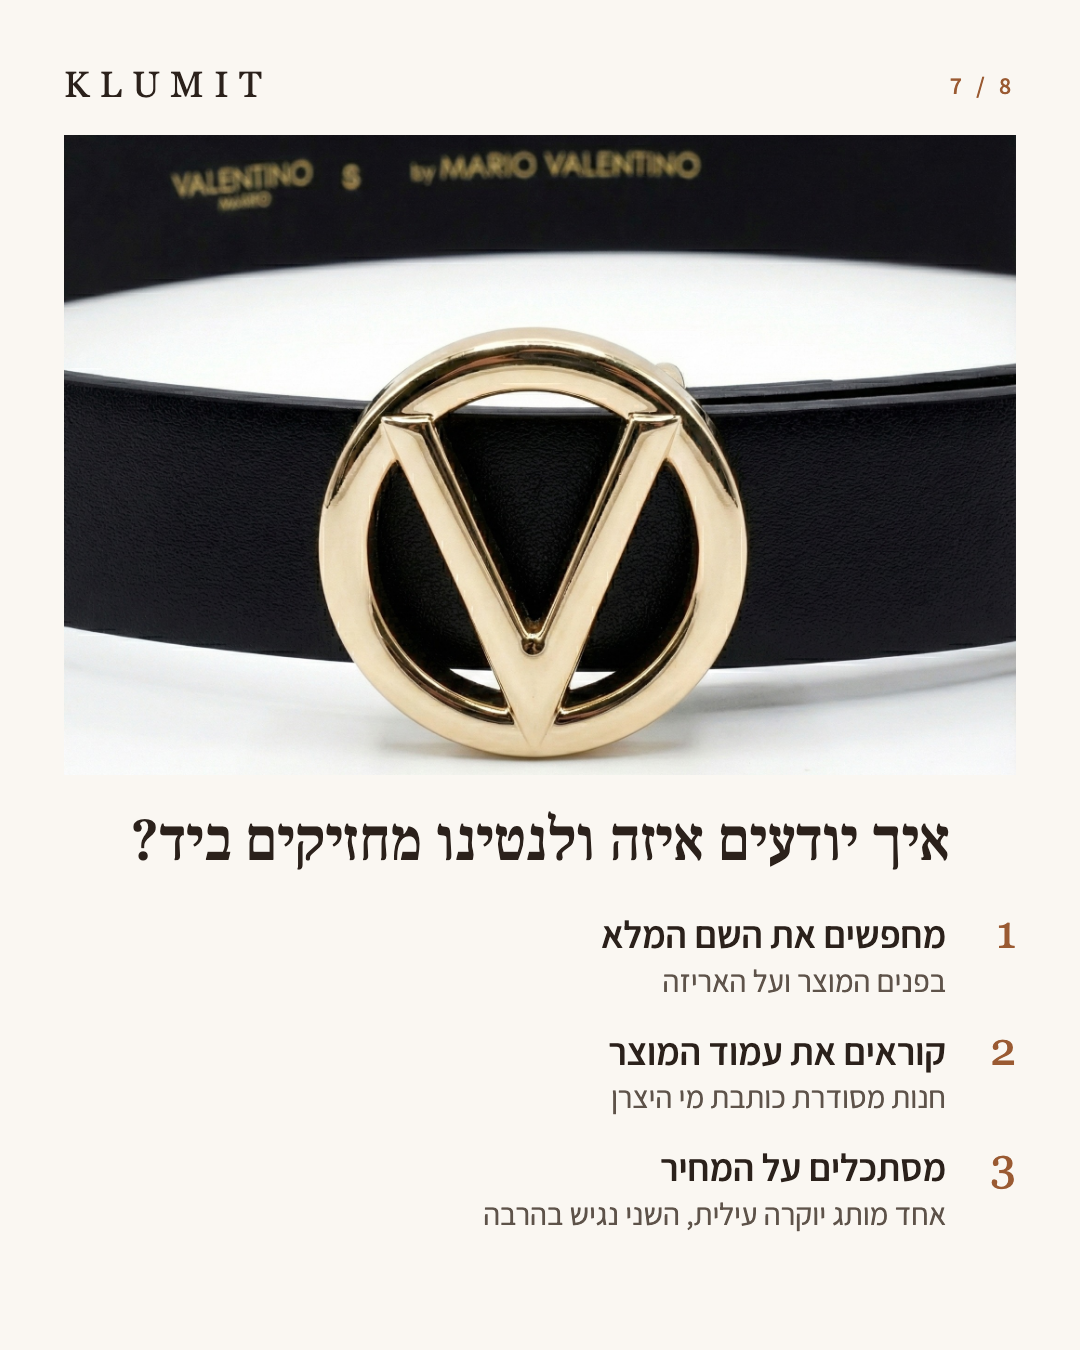 KLUMIT
7 / 8
VALENTINO S by MARIO VALENTINO
MARIO
איך יודעים איזה ולנטינו מחזיקים ביד?
1 מחפשים את השם המלא
בפנים המוצר ועל האריזה
2 קוראים את עמוד המוצר
חנות מסודרת כותבת מי היצרן
3 מסתכלים על המחיר
אחד מותג יוקרה עילית, השני נגיש בהרבה